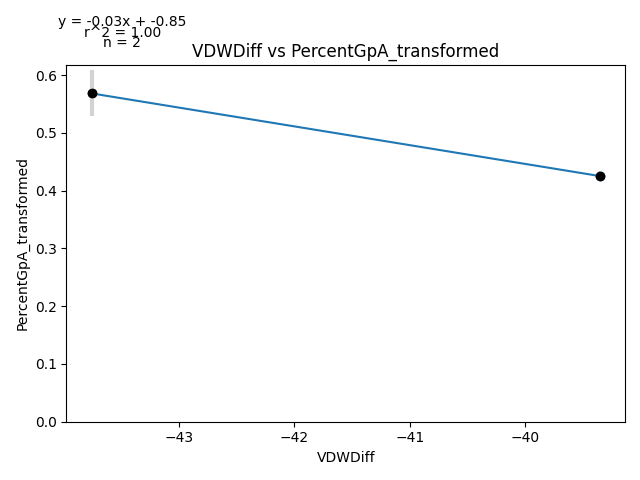 y = -0.03x + -0.85
r^2 = 1.00
n = 2
VDWDiff vs PercentGpA_transformed
0.6
0.5
0.4
0.3
0.2
0.1
0.0
PercentGpA_transformed
−43
−42
−41
−40
VDWDiff